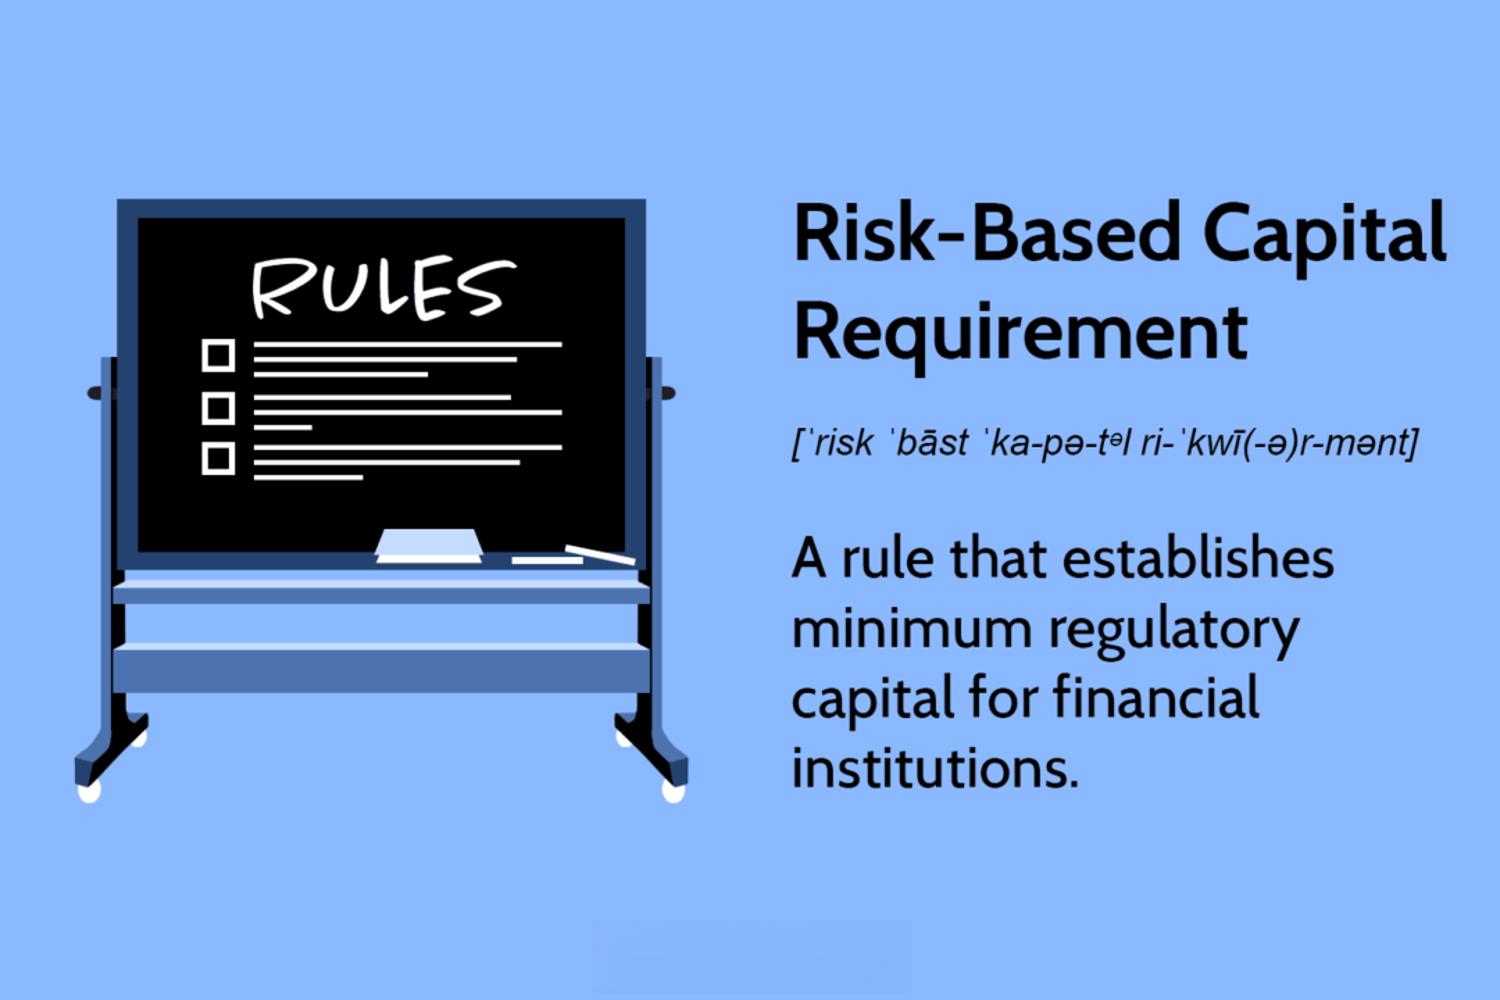 RULES
Risk-Based Capital
Requirement
[ˈrisk ˈbāst ˈka-pə-tᵊl ri-ˈkwī(-ə)r-mənt]
A rule that establishes
minimum regulatory
capital for financial
institutions.